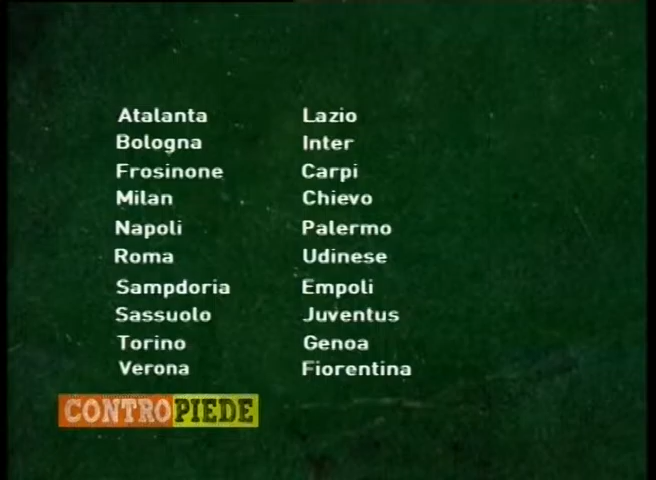 Atalanta Lazio
Bologna Inter
Frosinone Carpi
Milan Chievo
Napoli Palermo
Roma Udinese
Sampdoria Empoli
Sassuolo Juventus
Torino Genoa
Verona Fiorentina
CONTROPIEDE